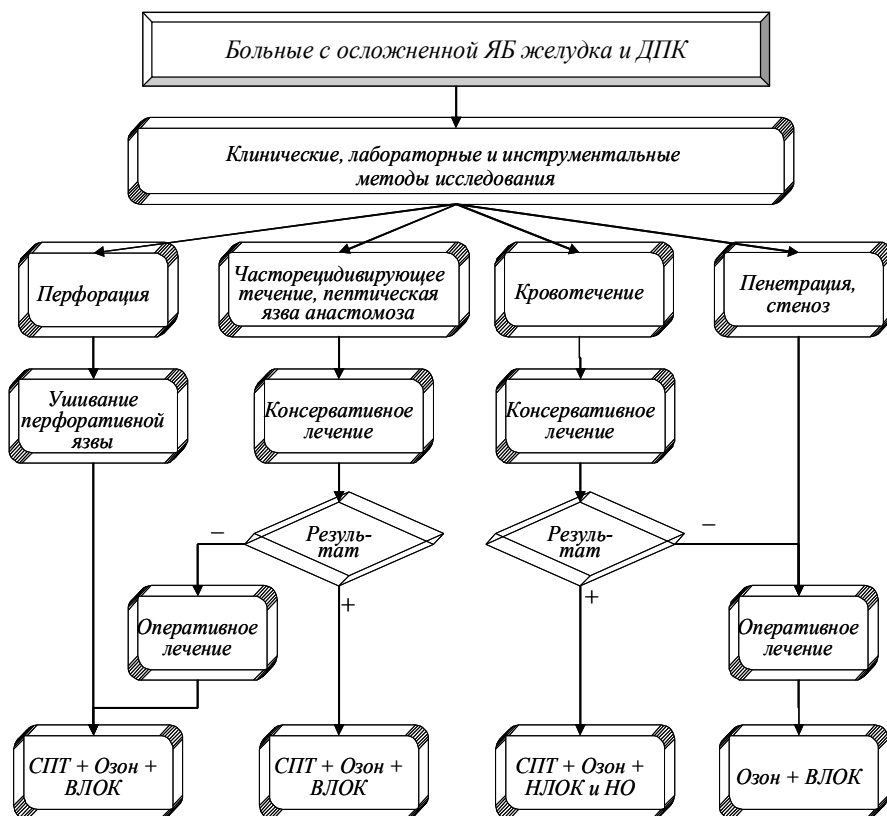 Больные с осложненной ЯБ желудка и ДПК
Клинические, лабораторные и инструментальные
методы исследования
Перфорация
Часторецидивирующее
течение, пептическая
язва анастомоза
Кровотечение
Пенетрация,
стеноз
Ушивание
перфоративной
язвы
Консервативное
лечение
Консервативное
лечение
Резуль-
тат
Резуль-
тат
–
–
+
+
Оперативное
лечение
Оперативное
лечение
СПТ + Озон +
ВЛОК
СПТ + Озон +
ВЛОК
СПТ + Озон +
НЛОК и НО
Озон + ВЛОК